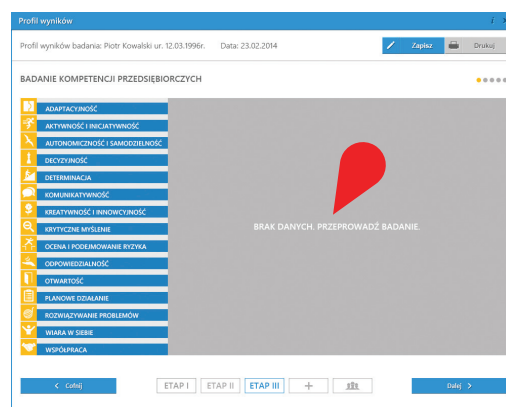 Profil wyników
i x
Profil wyników badania: Piotr Kowalski ur. 12.03.1996r. Data: 23.02.2014
Zapisz
Drukuj
BADANIE KOMPETENCJI PRZEDSIĘBIORCZYCH
ADAPTACYJNOŚĆ
AKTYWNOŚĆ I INICJATYWNOŚĆ
AUTONOMICZNOŚĆ I SAMODZIELNOŚĆ
DECYZYJNOŚĆ
DETERMINACJA
KOMUNIKATYWNOŚĆ
KREATYWNOŚĆ I INNOWCYJNOŚĆ
KRYTYCZNE MYŚLENIE
OCENA I PODEJMOWANIE RYZYKA
ODPOWIEDZIALNOŚĆ
OTWARTOŚĆ
PLANOWE DZIAŁANIE
ROZWIĄZYWANIE PROBLEMÓW
WIARA W SIEBIE
WSPÓŁPRACA
BRAK DANYCH. PRZEPROWADŹ BADANIE.
Cofnij
ETAP I
ETAP II
ETAP III
+
Dalej